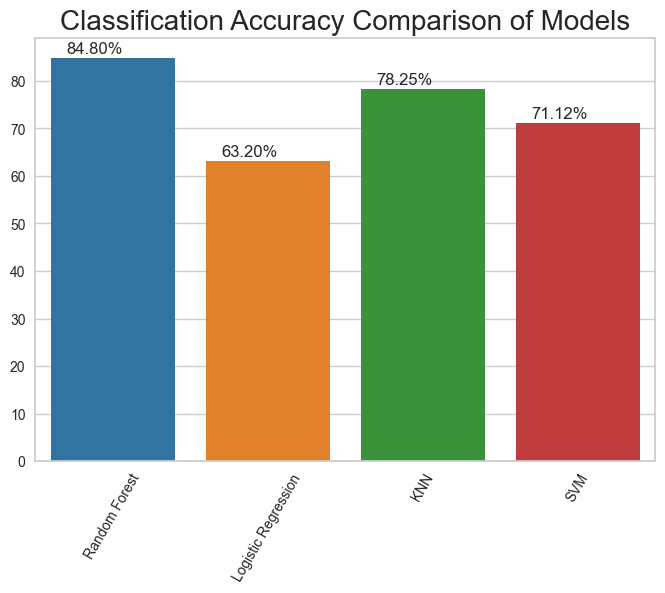 Classification Accuracy Comparison of Models
84.80%
63.20%
78.25%
71.12%
80
70
60
50
40
30
20
10
0
Random Forest
Logistic Regression
KNN
SVM